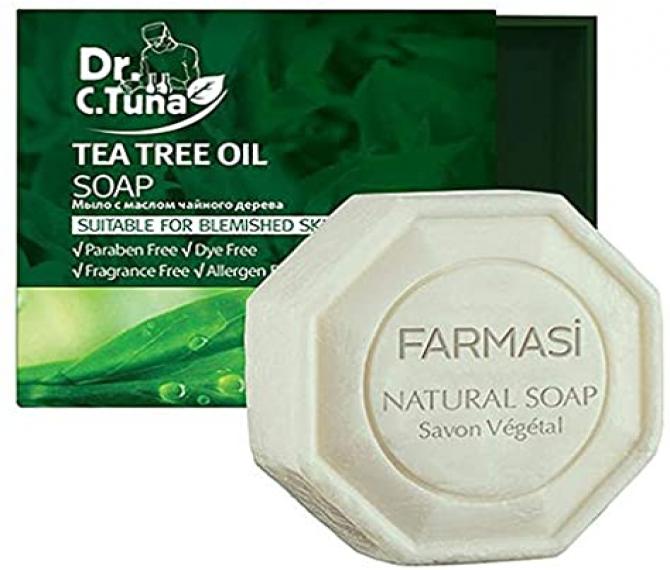 Dr.
C.Tuna
TEA TREE OIL
SOAP
Мыло с маслом чайного дерева
SUITABLE FOR BLEMISHED
√Paraben Free √Dye Free
√Fragrance Free √Allergen
FARMASi
NATURAL SOAP
Savon Végétal